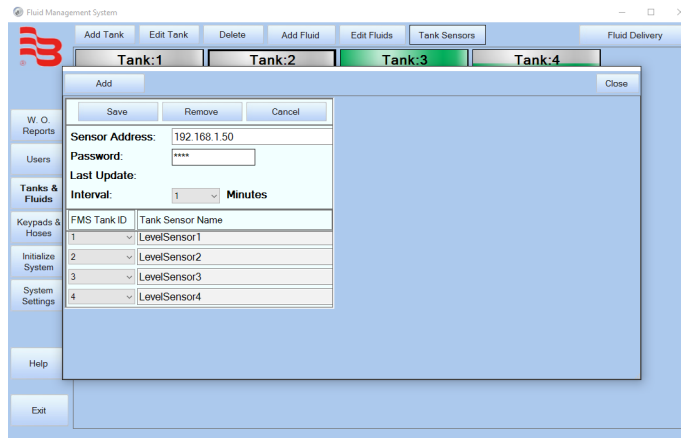 Fluid Management System
Add Tank Edit Tank Delete Add Fluid Edit Fluids Tank Sensors Fluid Delivery
Tank:1 Tank:2 Tank:3 Tank:4
Add Close
Save Remove Cancel
Sensor Address: 192.168.1.50
Password: ****
Last Update:
Interval: 1 Minutes
FMS Tank ID Tank Sensor Name
1 LevelSensor1
2 LevelSensor2
3 LevelSensor3
4 LevelSensor4
W. O.
Reports
Users
Tanks &
Fluids
Keypads &
Hoses
Initialize
System
System
Settings
Help
Exit